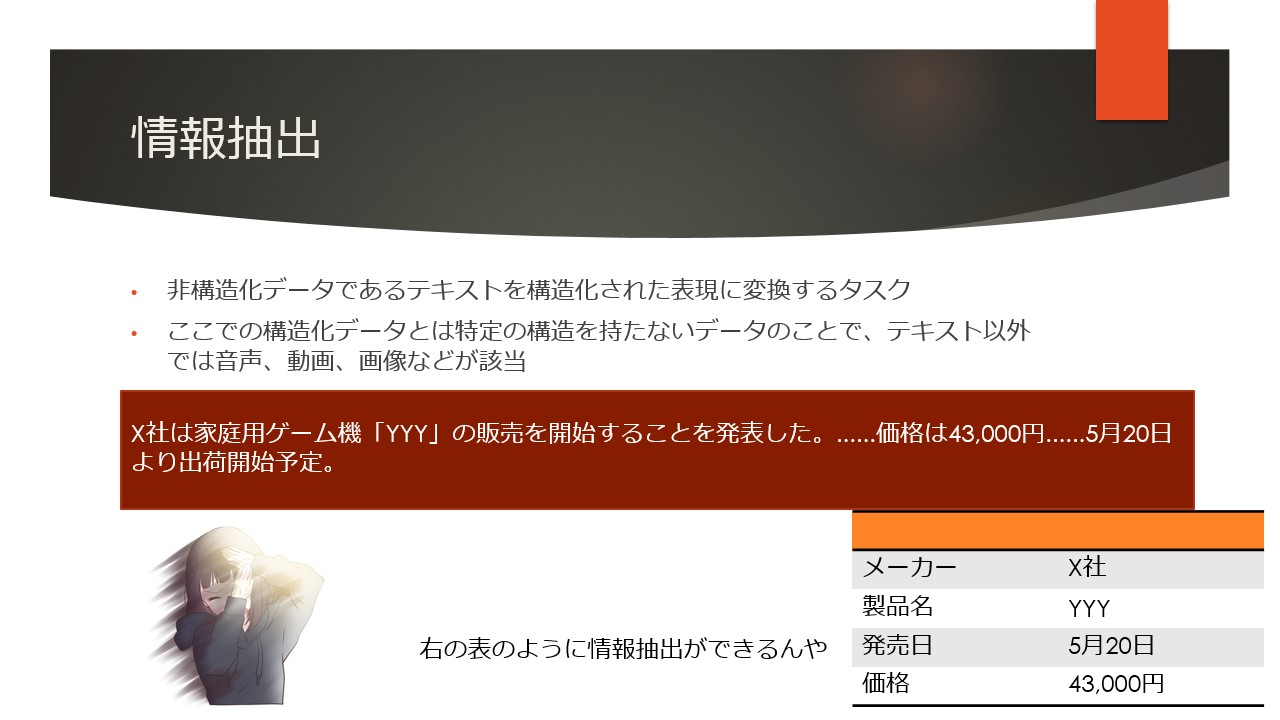 情報抽出
• 非構造化データであるテキストを構造化された表現に変換するタスク
• ここでの構造化データとは特定の構造を持たないデータのことで、テキスト以外
では音声、動画、画像などが該当
X社は家庭用ゲーム機「YYY」の販売を開始することを発表した。......価格は43,000円......5月20日
より出荷開始予定。
右の表のように情報抽出ができるんや
メーカー X社
製品名 YYY
発売日 5月20日
価格 43,000円